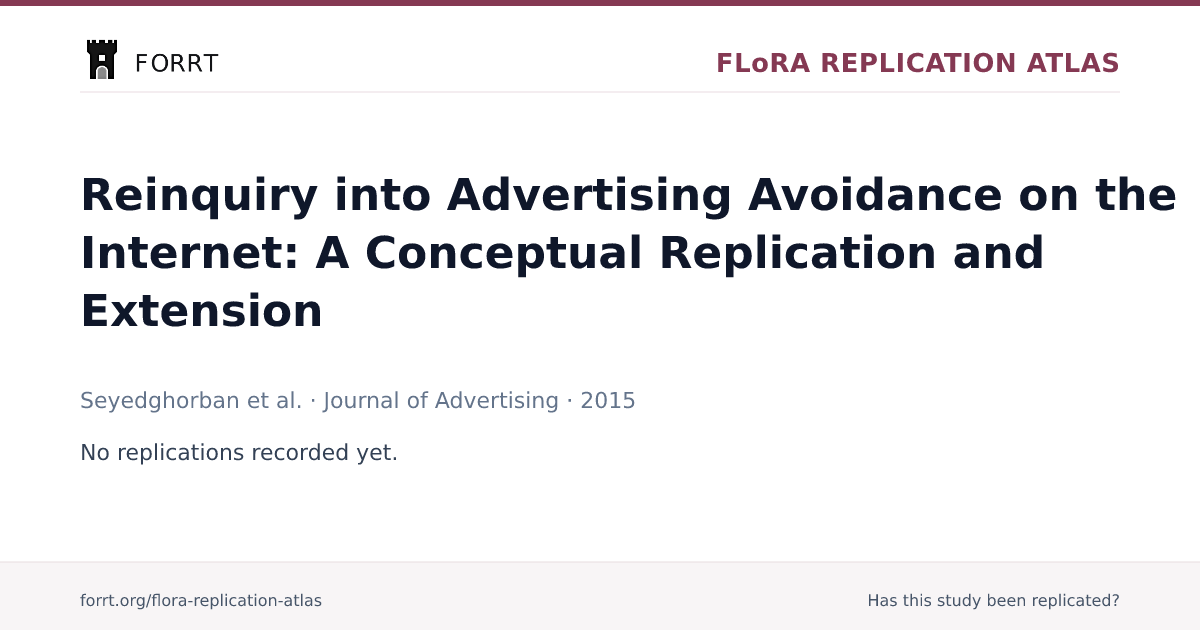 FORRT
FLoRA REPLICATION ATLAS
Reinquiry into Advertising Avoidance on the
Internet: A Conceptual Replication and
Extension
Seyedghorban et al. · Journal of Advertising · 2015
No replications recorded yet.
forrt.org/flora-replication-atlas
Has this study been replicated?